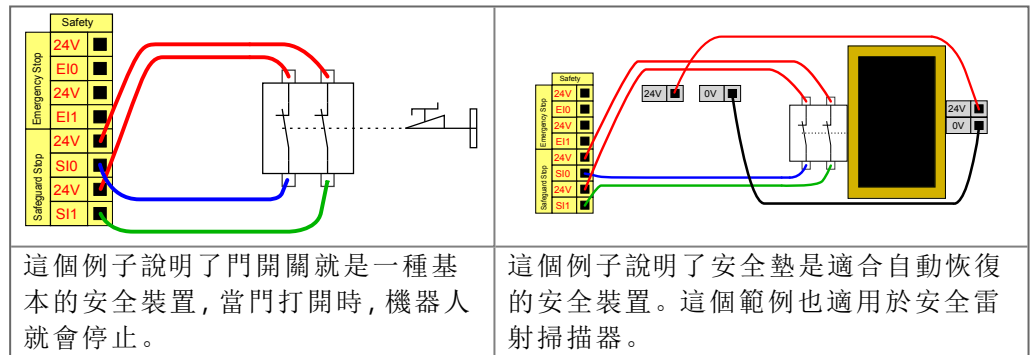 Safety
Emergency Stop
24V
EI0
24V
EI1
Safeguard Stop
24V
SI0
24V
SI1
Safety
Emergency Stop
24V
EI0
24V
EI1
Safeguard Stop
24V
SI0
24V
SI1
24V
0V
24V
0V
這個例子說明了門開關就是一種基
本的安全裝置,當門打開時,機器人
就會停止。
這個例子說明了安全墊是適合自動恢復
的安全裝置。這個範例也適用於安全雷
射掃描器。